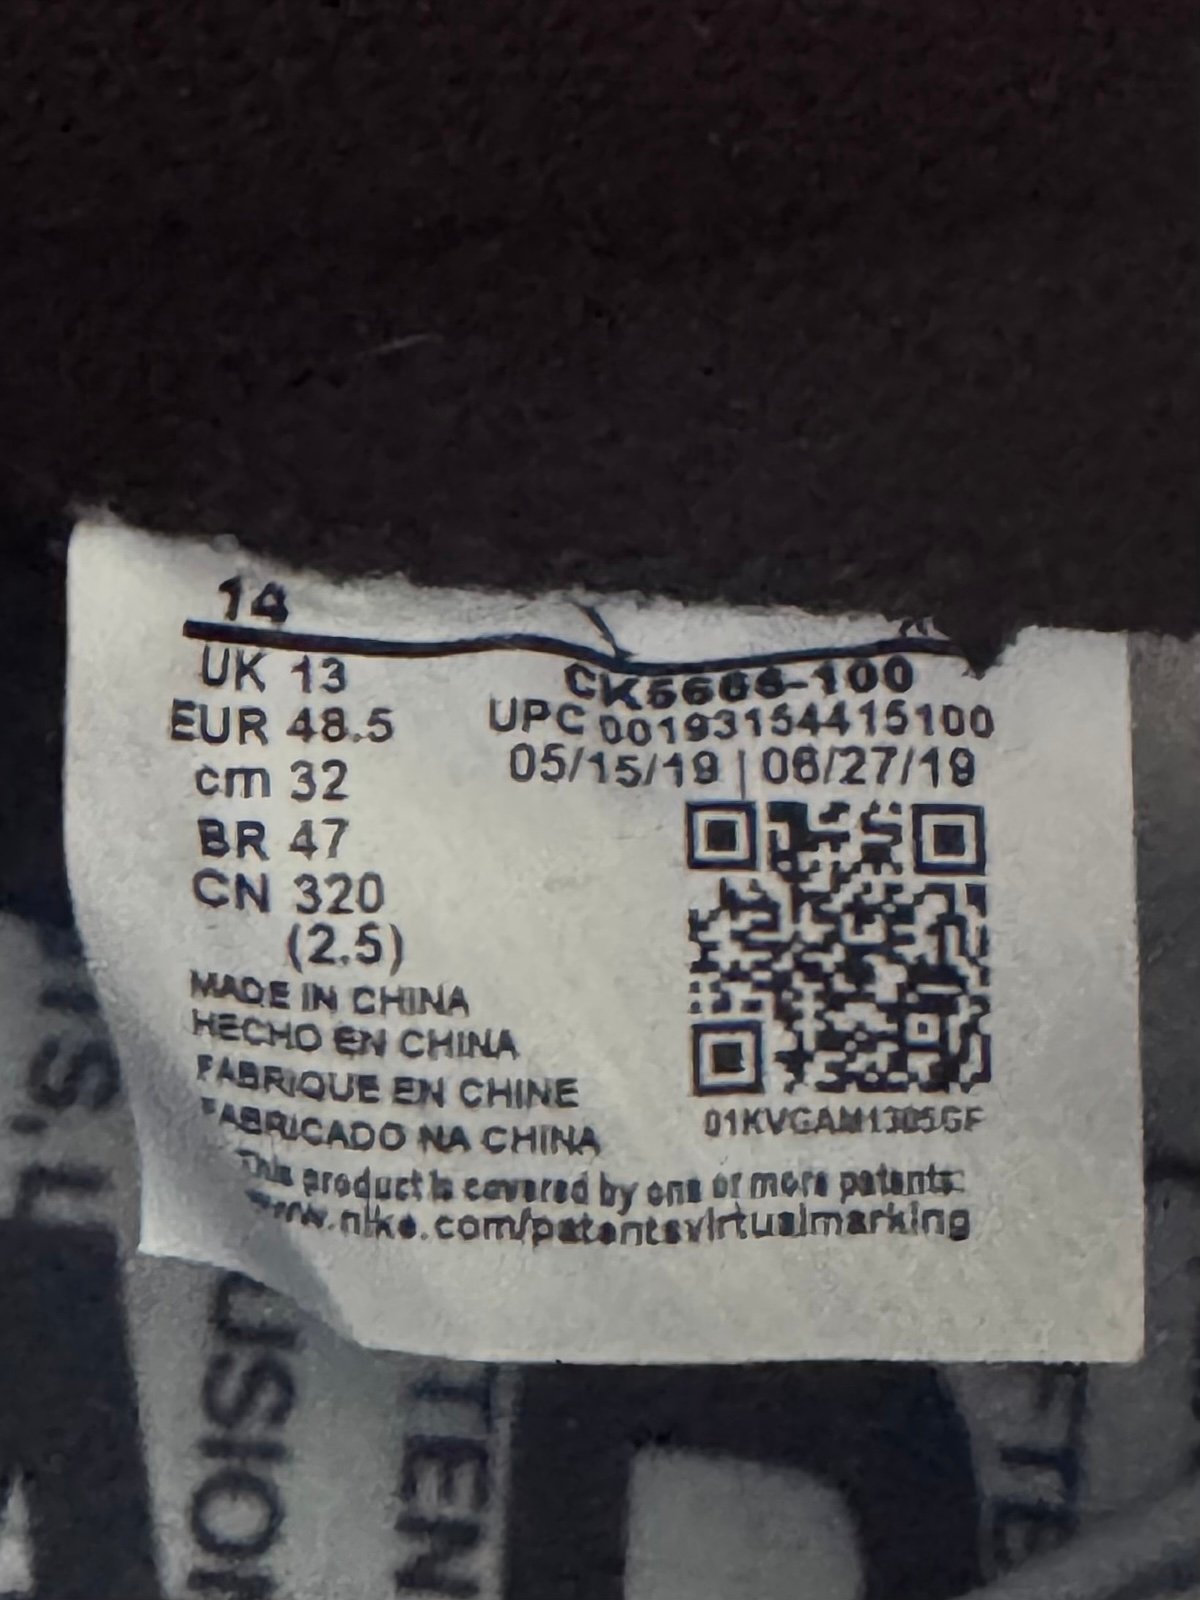 14
UK 13
EUR 48.5
cm 32
BR 47
CN 320
(2.5)
CK6606-100
UPC 00193154415100
05/15/19 | 06/27/19
MADE IN CHINA
HECHO EN CHINA
FABRIQUE EN CHINE
FABRICADO NA CHINA
This product is covered by one or more patents:
www.nike.com/patentsvirtualmarking
TEN